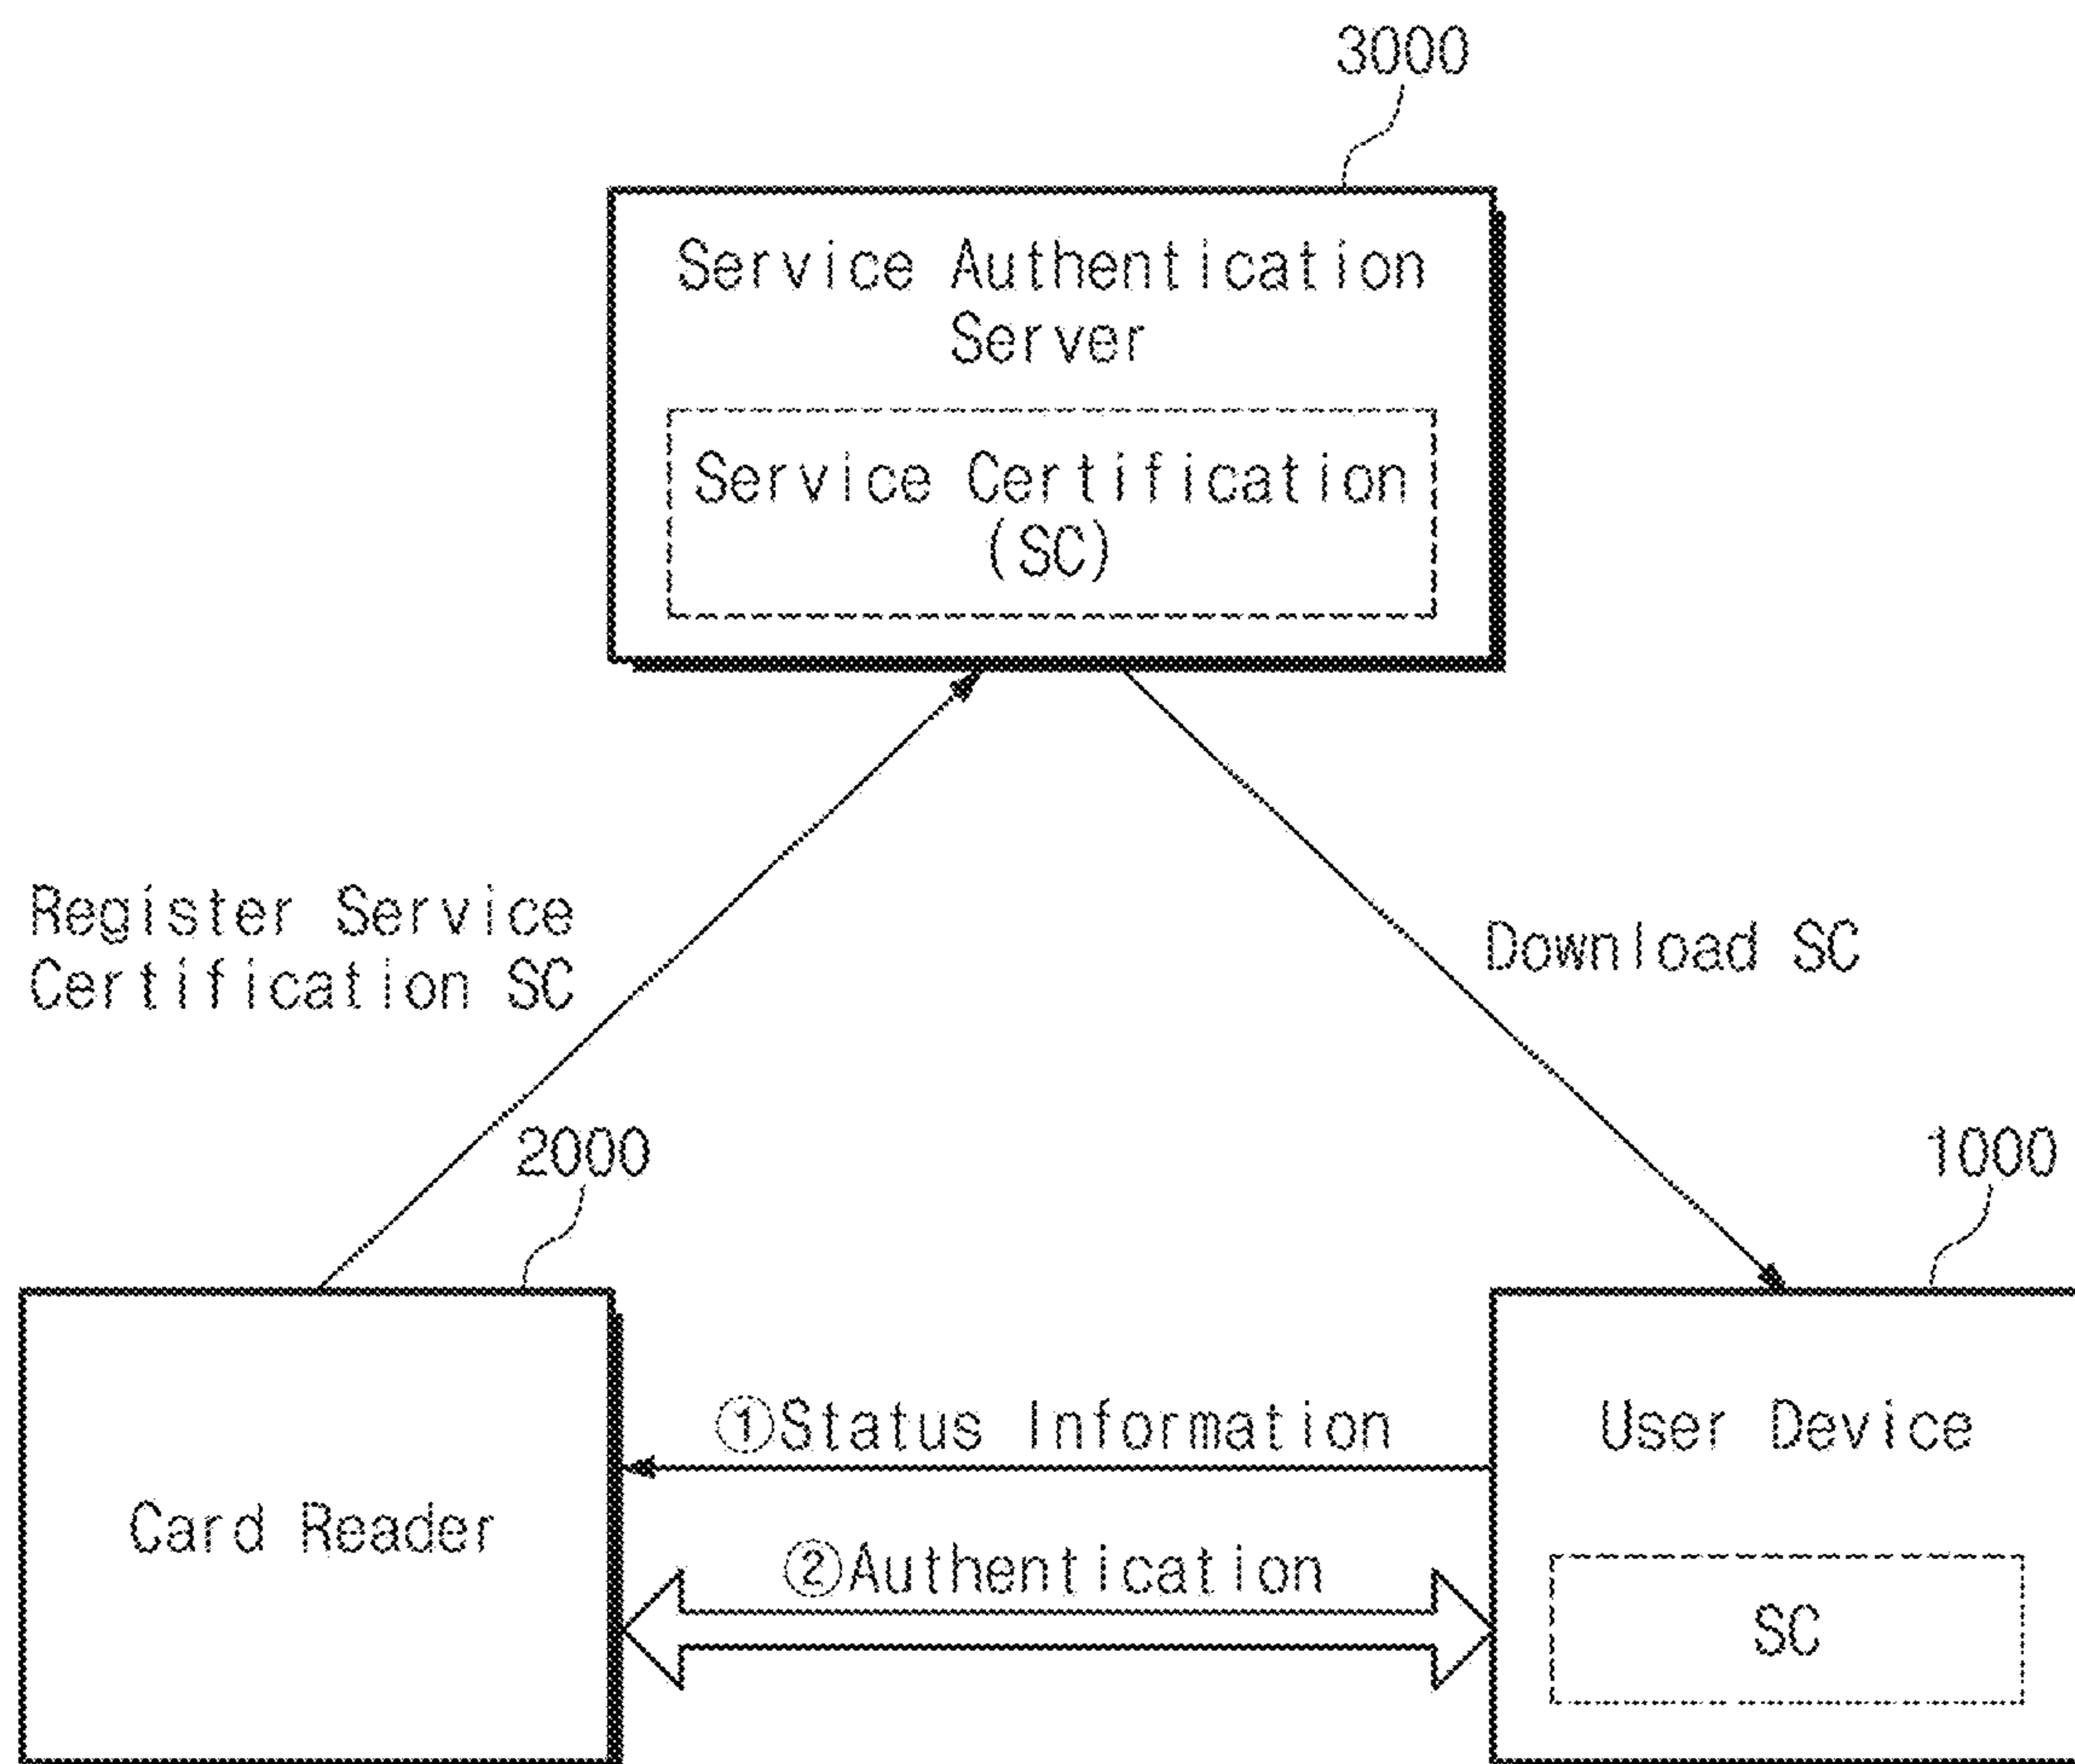 3000
Service Authentication
Server
Service Certification
(SC)
Register Service
Certification SC
Download SC
2000
1000
①Status Information
User Device
Card Reader
②Authentication
SC